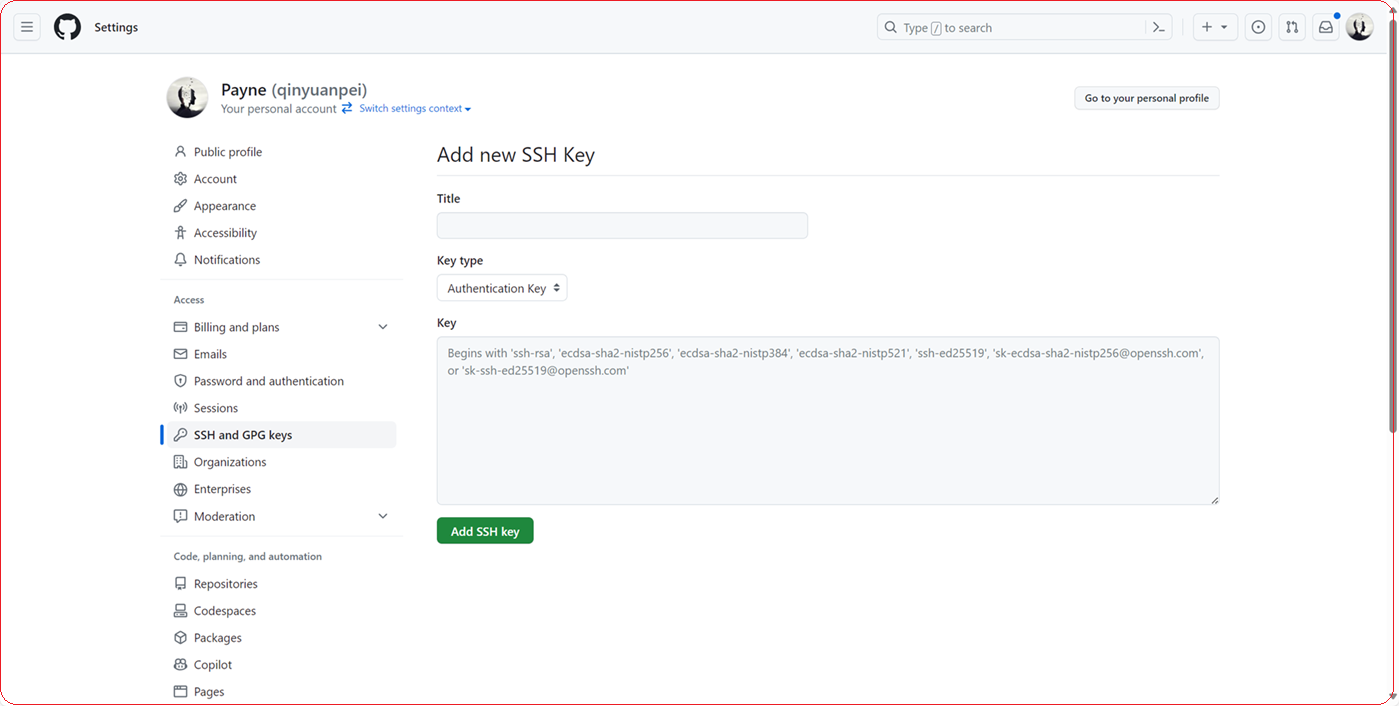 Settings
Type / to search
Payne (qinyuanpei)
Your personal account Switch settings context
Go to your personal profile
Public profile
Account
Appearance
Accessibility
Notifications
Access
Billing and plans
Emails
Password and authentication
Sessions
SSH and GPG keys
Organizations
Enterprises
Moderation
Code, planning, and automation
Repositories
Codespaces
Packages
Copilot
Pages
Add new SSH Key
Title
Key type
Authentication Key
Key
Begins with 'ssh-rsa', 'ecdsa-sha2-nistp256', 'ecdsa-sha2-nistp384', 'ecdsa-sha2-nistp521', 'ssh-ed25519', 'sk-ecdsa-sha2-nistp256@openssh.com',
or 'sk-ssh-ed25519@openssh.com'
Add SSH key